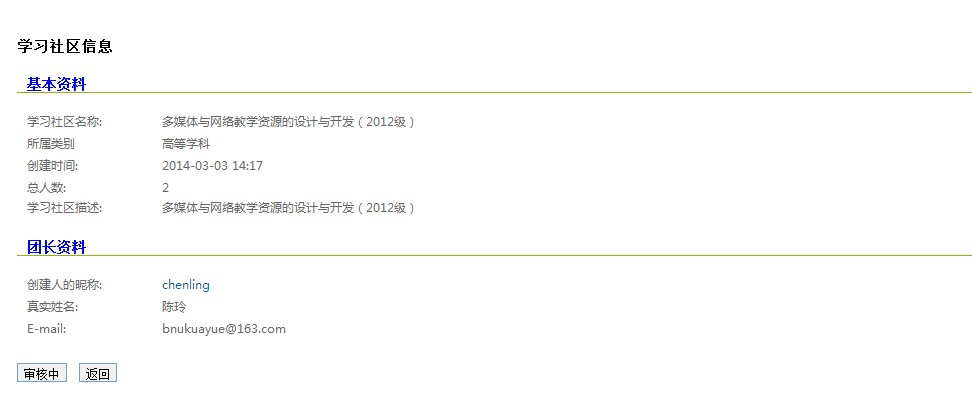 学习社区信息
基本资料
学习社区名称: 多媒体与网络教学资源的设计与开发（2012级）
所属类别 高等学科
创建时间: 2014-03-03 14:17
总人数: 2
学习社区描述: 多媒体与网络教学资源的设计与开发（2012级）
团长资料
创建人的昵称: chenling
真实姓名: 陈玲
E-mail: bnukuayue@163.com
审核中 返回